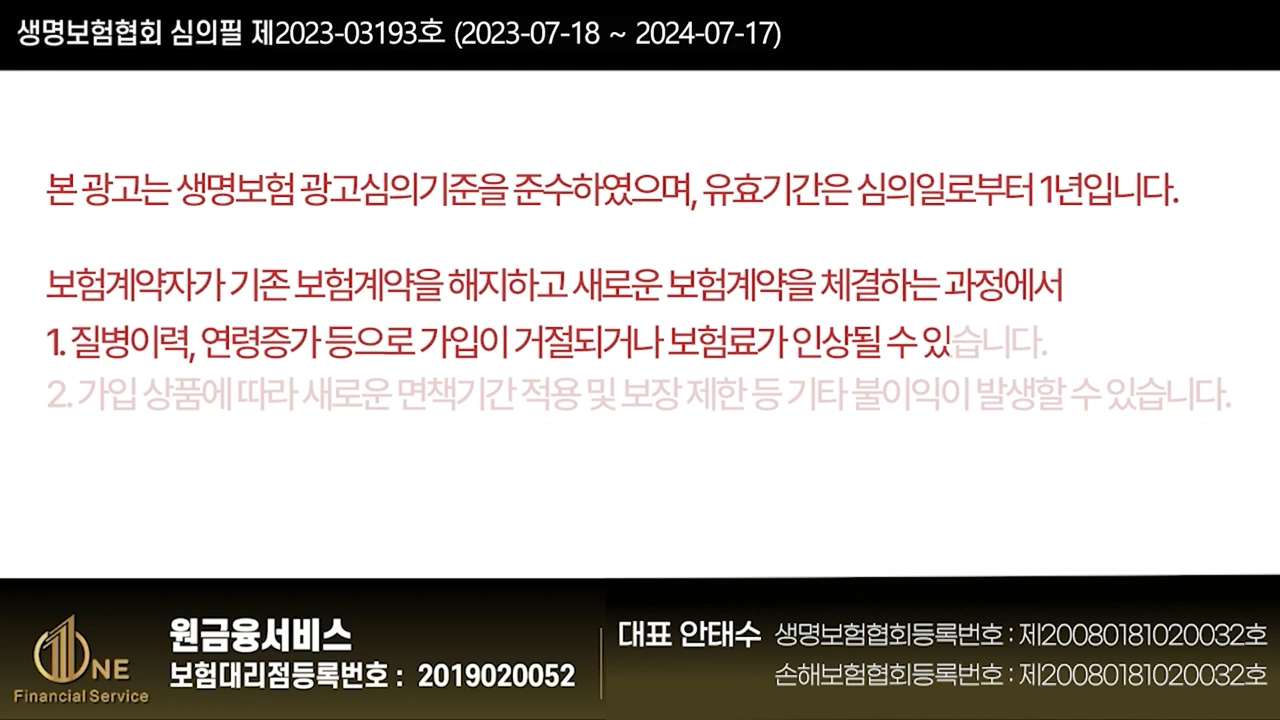 생명보험협회 심의필 제2023-03193호 (2023-07-18 ~ 2024-07-17)
본 광고는 생명보험 광고심의기준을 준수하였으며, 유효기간은 심의일로부터 1년입니다.
보험계약자가 기존 보험계약을 해지하고 새로운 보험계약을 체결하는 과정에서
1. 질병이력, 연령증가 등으로 가입이 거절되거나 보험료가 인상될 수 있습니다.
2. 가입 상품에 따라 새로운 면책기간 적용 및 보장 제한 등 기타 불이익이 발생할 수 있습니다.
ONE
Financial Service
원금융서비스
보험대리점등록번호 : 2019020052
대표 안태수 생명보험협회등록번호 : 제20080181020032호
손해보험협회등록번호 : 제20080181020032호